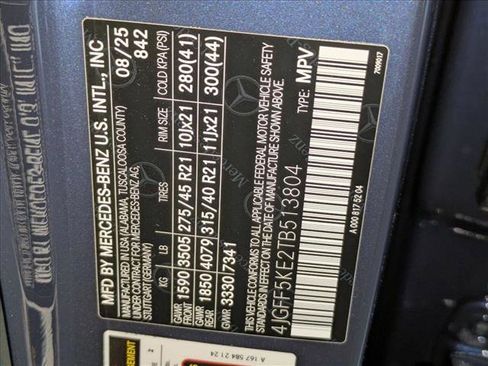 MFD BY MERCEDES-BENZ U.S. INTL., INC
MANUFACTURED IN USA (ALABAMA, TUSCALOOSA COUNTY)
UNDER CONTRACT FOR MERCEDES-BENZ AG,
STUTTGART GERMANY
08/25
842
KG LB TIRES RIM SIZE COLD KPA (PSI)
GAWR FRONT 1590 3505 275/45 R21 10Jx21 280(41)
GAWR REAR 1850 4079 315/40 R21 11Jx21 300(44)
GWR 3330 7341
THIS VEHICLE CONFORMS TO ALL APPLICABLE FEDERAL MOTOR VEHICLE SAFETY
STANDARDS IN EFFECT ON THE DATE OF MANUFACTURE SHOWN ABOVE.
4JGFF5KE2TB513804
TYPE: MPV
A 000 817 52 04
7009017
A 167 584 21 24